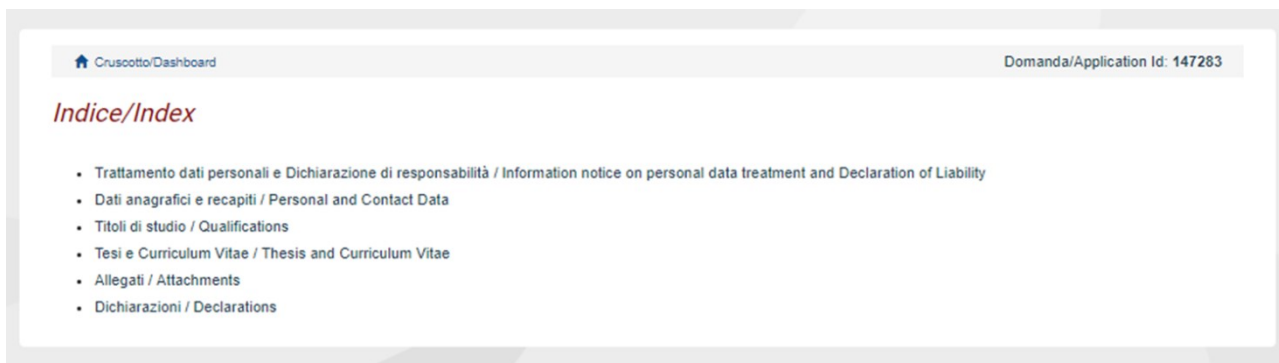 Cruscotto/Dashboard
Domanda/Application Id: 147283
Indice/Index
Trattamento dati personali e Dichiarazione di responsabilità / Information notice on personal data treatment and Declaration of Liability
Dati anagrafici e recapiti / Personal and Contact Data
Titoli di studio / Qualifications
Tesi e Curriculum Vitae / Thesis and Curriculum Vitae
Allegati / Attachments
Dichiarazioni / Declarations